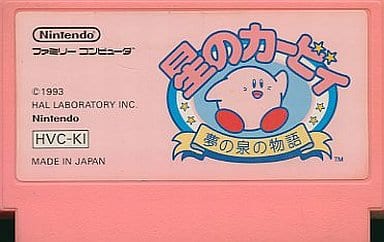 Nintendo
ファミリー コンピュータ
©1993
HAL LABORATORY INC.
Nintendo
HVC-KI
MADE IN JAPAN
星のカービィ
夢の泉の物語
TM